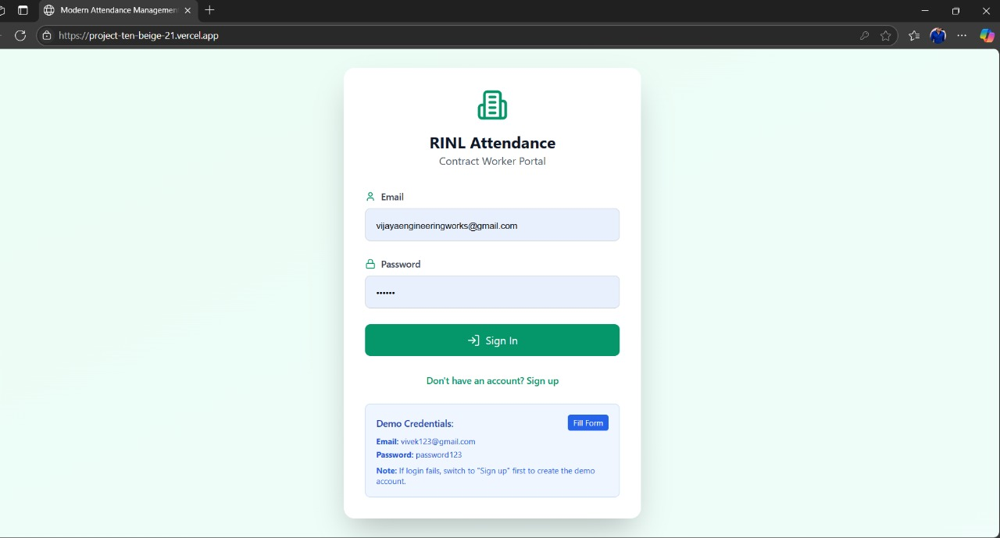 Modern Attendance Managemen
https://project-ten-beige-21.vercel.app
RINL Attendance
Contract Worker Portal
Email
vijayaengineeringworks@gmail.com
Password
••••••
Sign In
Don't have an account? Sign up
Demo Credentials:
Fill Form
Email: vivek123@gmail.com
Password: password123
Note: If login fails, switch to "Sign up" first to create the demo
account.